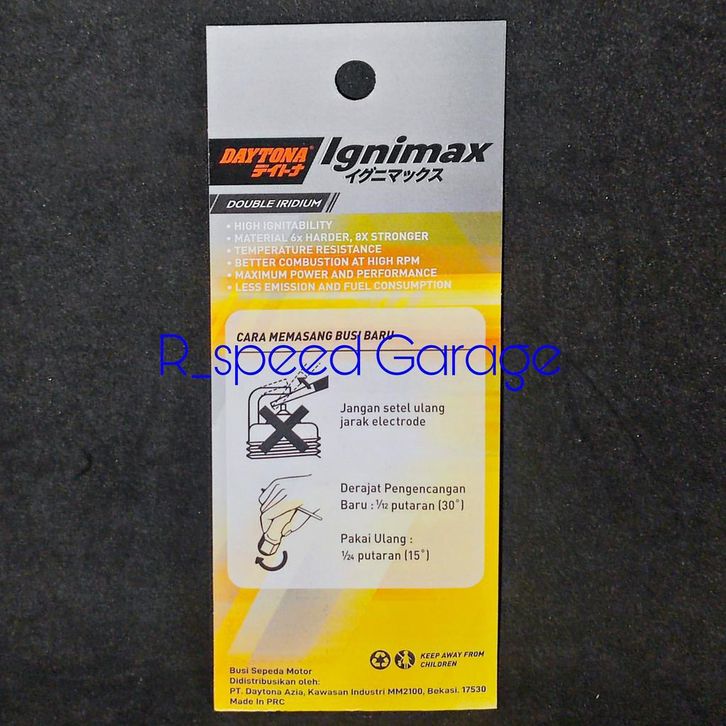 DAYTONA® Ignimax
テイトナ イグニマックス
DOUBLE IRIDIUM
• HIGH IGNITABILITY
• MATERIAL 6x HARDER, 8X STRONGER
• TEMPERATURE RESISTANCE
• BETTER COMBUSTION AT HIGH RPM
• MAXIMUM POWER AND PERFORMANCE
• LESS EMISSION AND FUEL CONSUMPTION
CARA MEMASANG BUSI BARU
R_speed Garage
Jangan setel ulang
jarak electrode
Derajat Pengencangan
Baru : 1/12 putaran (30°)
Pakai Ulang :
1/24 putaran (15°)
KEEP AWAY FROM
CHILDREN
Busi Sepeda Motor
Didistribusikan oleh:
PT. Daytona Azia, Kawasan Industri MM2100, Bekasi. 17530
Made In PRC